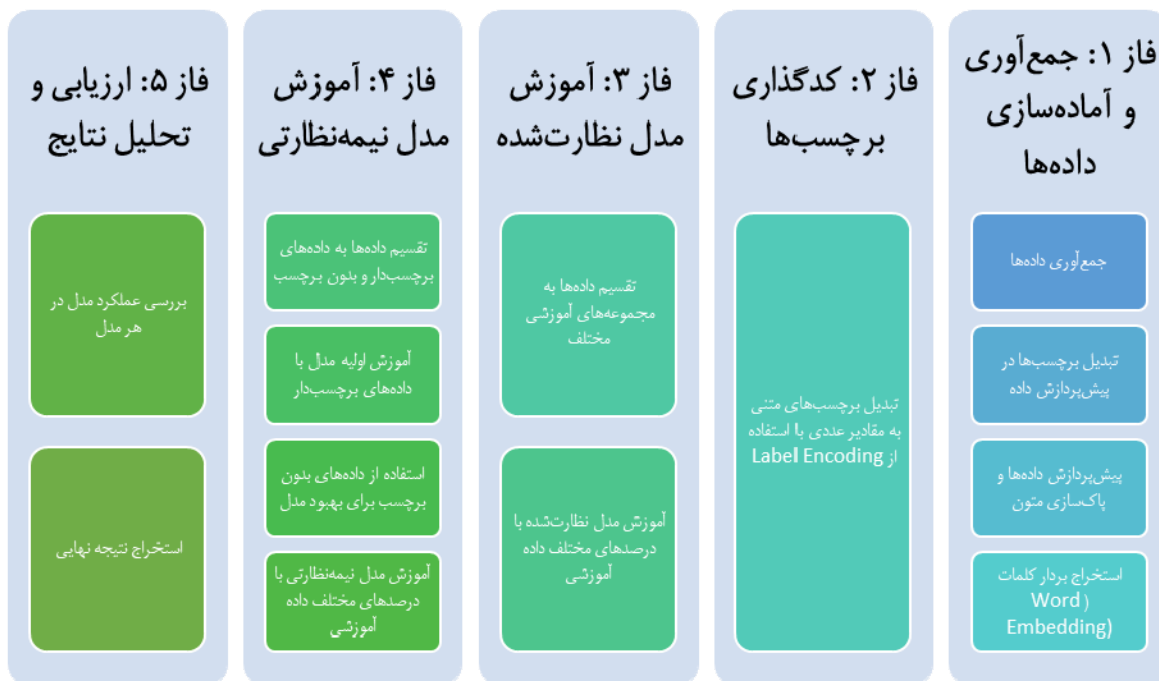 فاز ۱: جمع‌آوری
و آماده‌سازی
داده‌ها
جمع‌آوری داده‌ها
تبدیل برچسب‌ها در
پیش‌پردازش داده
پیش‌پردازش داده‌ها و
پاک‌سازی متون
استخراج بردار کلمات
Word )
Embedding)
فاز ۲: کدگذاری
برچسب‌ها
تبدیل برچسب‌های متنی
به مقادیر عددی با استفاده
از Label Encoding
فاز ۳: آموزش
مدل نظارت‌شده
تقسیم داده‌ها به
مجموعه‌های آموزشی
مختلف
آموزش مدل نظارت‌شده با
درصدهای مختلف داده
آموزشی
فاز ۴: آموزش
مدل نیمه‌نظارتی
تقسیم داده‌ها به داده‌های
برچسب‌دار و بدون برچسب
آموزش اولیه مدل با
داده‌های برچسب‌دار
استفاده از داده‌های بدون
برچسب برای بهبود مدل
آموزش مدل نیمه‌نظارتی با
درصدهای مختلف داده
آموزشی
فاز ۵: ارزیابی و
تحلیل نتایج
بررسی عملکرد مدل در
هر مدل
استخراج نتیجه نهایی